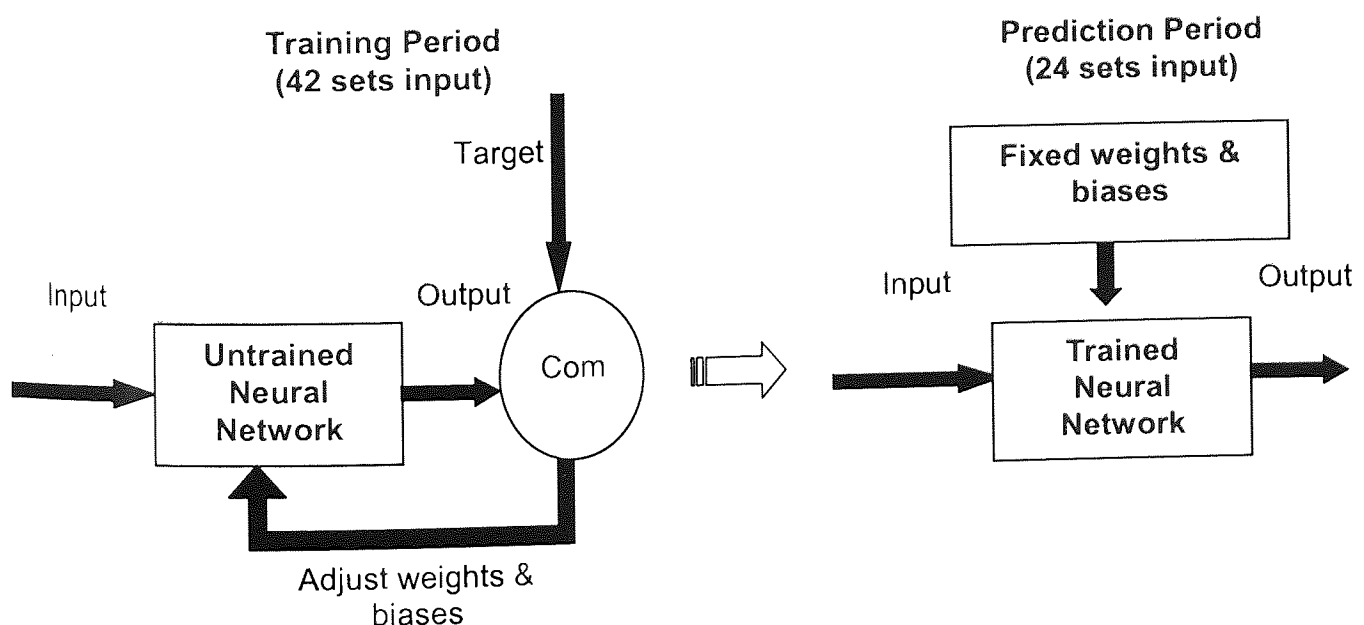 Training Period
(42 sets input)
Target
Input
Output
Untrained
Neural
Network
Com
Adjust weights &
biases
Prediction Period
(24 sets input)
Fixed weights &
biases
Input
Output
Trained
Neural
Network